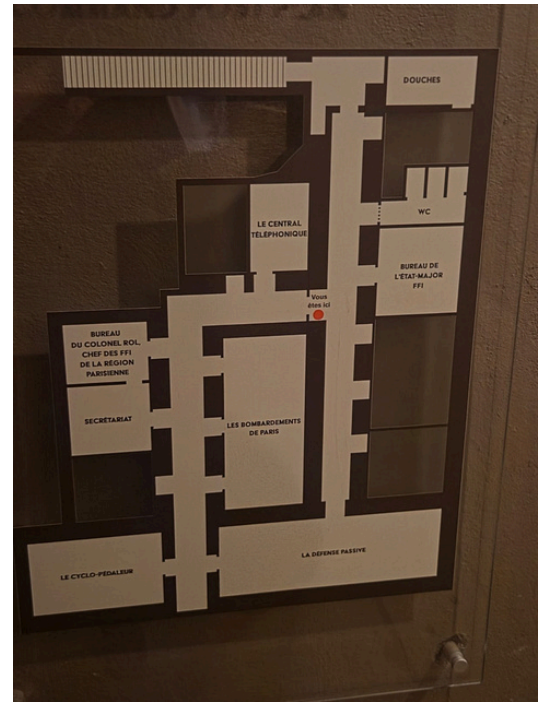 DOUCHES
WC
LE CENTRAL
TÉLÉPHONIQUE
BUREAU DE
L'ÉTAT-MAJOR
FFI
Vous
êtes ici
BUREAU
DU COLONEL ROL,
CHEF DES FFI
DE LA RÉGION
PARISIENNE
SECRÉTARIAT
LES BOMBARDEMENTS
DE PARIS
LA DÉFENSE PASSIVE
LE CYCLO-PÉDALEUR